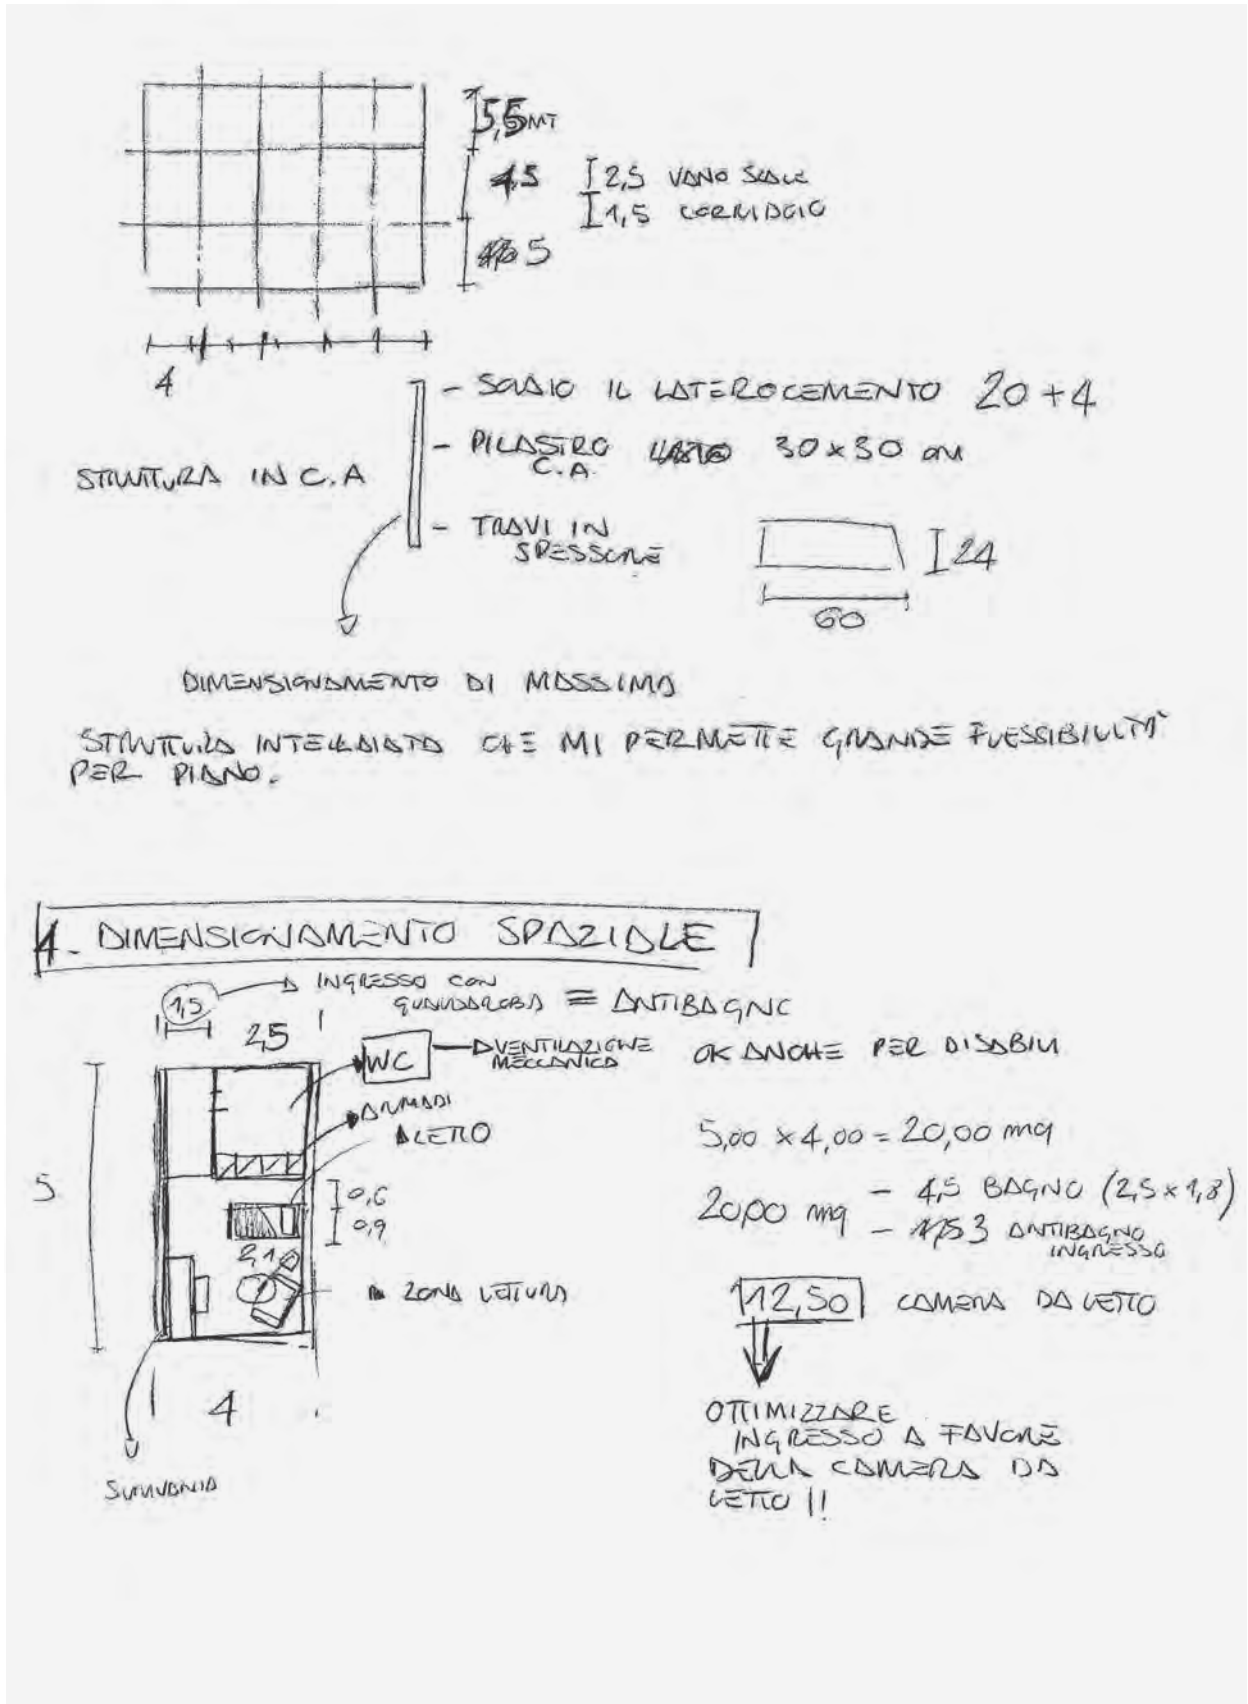 5,5 MT
4,5
2,5 VANO SCALE
1,5 CORRIDOIO
5
4
- SOLAIO IL LATEROCEMENTO 20+4
STRUTTURA IN C.A
- PILASTRO 30x30 cm
C.A.
- TRAVI IN
SPESSORE
24
60
DIMENSIONAMENTO DI MASSIMA
STRUTTURA INTELAIATA CHE MI PERMETTE GRANDE FLESSIBILITÀ
PER PIANO.
4. DIMENSIONAMENTO SPAZIALE
1,5
INGRESSO CON
GUARDAROBA = ANTIBAGNO
2,5
WC
VENTILAZIONE
MECCANICA
OK ANCHE PER DISABILI
ARMADI
LETTO
5
0,6
0,9
2,10
ZONA LETTURA
4
5,00 x 4,00 = 20,00 mq
20,00 mq
- 4,5 BAGNO (2,5 x 1,8)
- 3 ANTIBAGNO
INGRESSO
12,50 CAMERA DA LETTO
OTTIMIZZARE
INGRESSO A FAVORE
DELLA CAMERA DA
LETTO !!